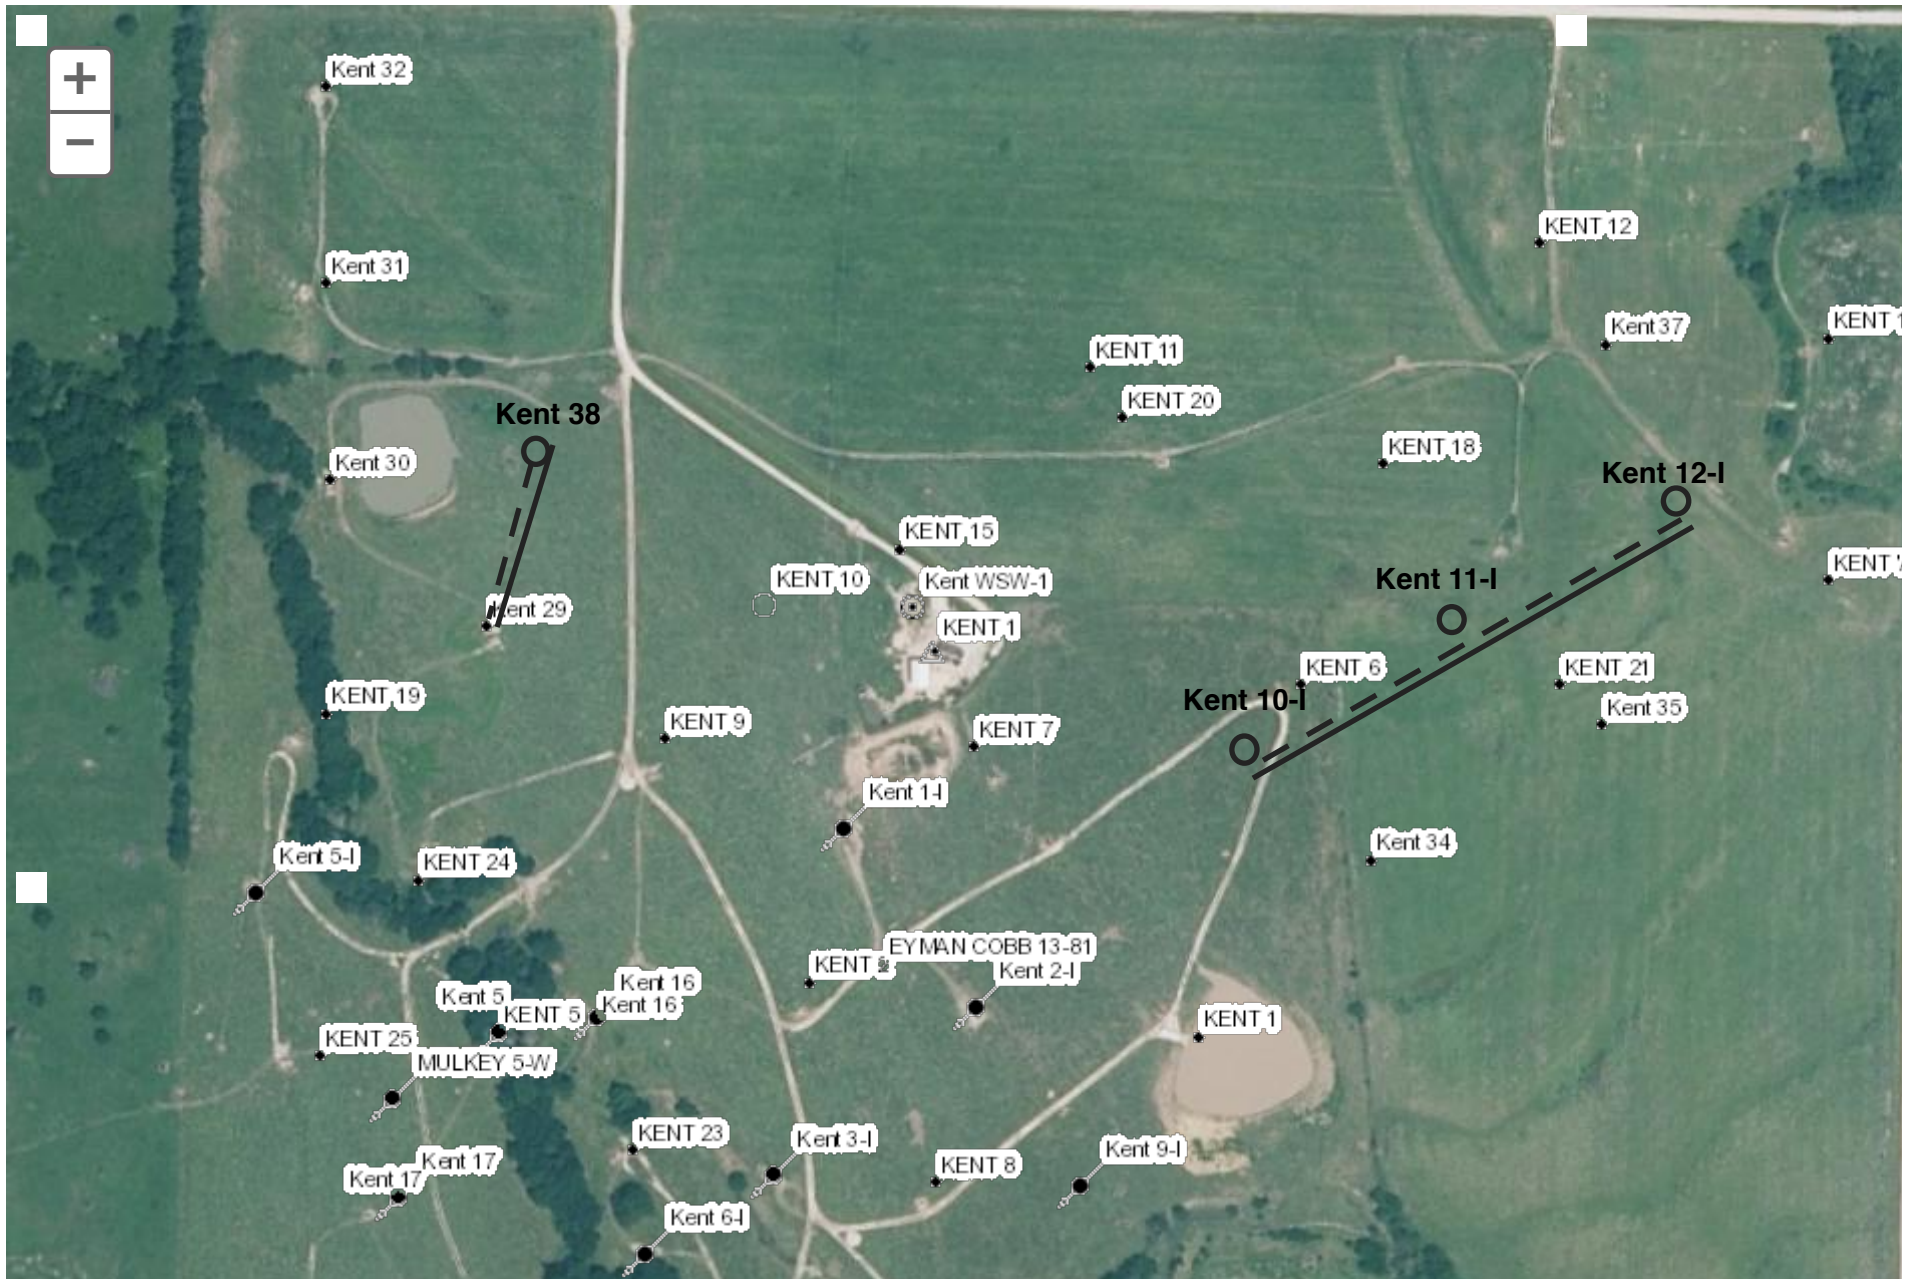 +
−
Kent 32
KENT 12
Kent 31
Kent 37
KENT 1
KENT 11
KENT 20
Kent 38
KENT 18
Kent 30
Kent 12-I
KENT 15
KENT
KENT 10
Kent WSW-1
Kent 11-I
Kent 29
KENT 1
KENT 6
KENT 21
KENT 19
Kent 10-I
Kent 35
KENT 9
KENT 7
Kent 1-I
Kent 34
Kent 5-I
KENT 24
EYMAN COBB 13-81
KENT
Kent 2-I
Kent 16
Kent 5
Kent 16
KENT 5
KENT 1
KENT 25
MULKEY 5-W
KENT 23
Kent 3-I
Kent 9-I
Kent 17
KENT 8
Kent 17
Kent 6-I